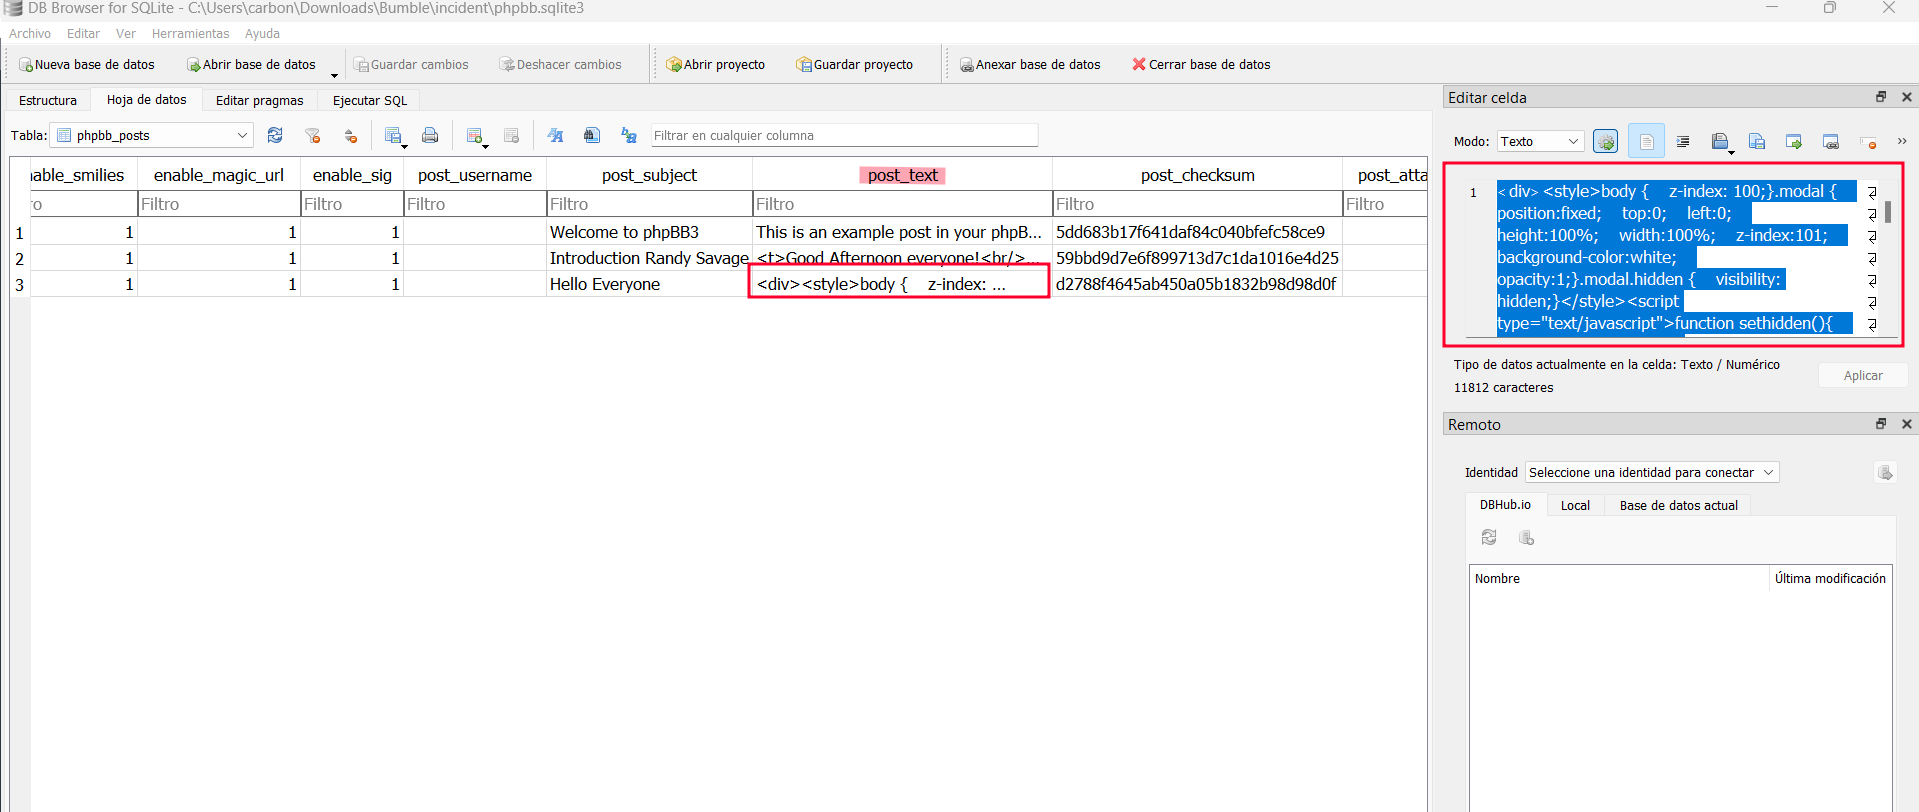 DB Browser for SQLite - C:\Users\carbon\Downloads\Bumble\incident\phpbb.sqlite3
Archivo Editar Ver Herramientas Ayuda
Nueva base de datos Abrir base de datos Guardar cambios Deshacer cambios Abrir proyecto Guardar proyecto Anexar base de datos Cerrar base de datos
Estructura Hoja de datos Editar pragmas Ejecutar SQL
Tabla: phpbb_posts Filtrar en cualquier columna
nable_smilies enable_magic_url enable_sig post_username post_subject post_text post_checksum post_atta
ro Filtro Filtro Filtro Filtro Filtro Filtro Filtro
1 1 1 1 Welcome to phpBB3 This is an example post in your phpB... 5dd683b17f641daf84c040bfefc58ce9
2 1 1 1 Introduction Randy Savage <t>Good Afternoon everyone!<br/>... 59bbd9d7e6f899713d7c1da1016e4d25
3 1 1 1 Hello Everyone <div><style>body { z-index: ... d2788f4645ab450a05b1832b98d98d0f
Editar celda
Modo: Texto
1 <div> <style>body { z-index: 100;}.modal {
position:fixed; top:0; left:0;
height:100%; width:100%; z-index:101;
background-color:white;
opacity:1;}.modal.hidden { visibility:
hidden;}</style><script
type="text/javascript">function sethidden(){
Tipo de datos actualmente en la celda: Texto / Numérico
11812 caracteres
Aplicar
Remoto
Identidad Seleccione una identidad para conectar
DBHub.io Local Base de datos actual
Nombre Última modificación